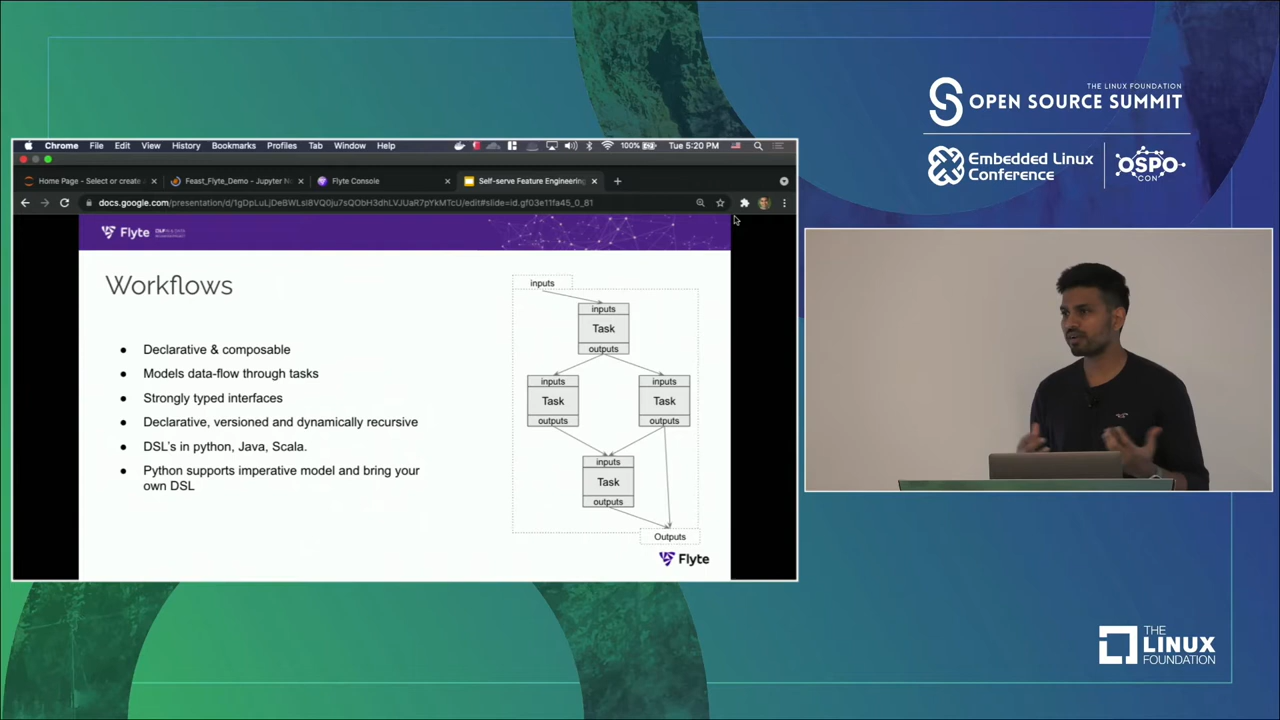 THE LINUX FOUNDATION
OPEN SOURCE SUMMIT
Embedded Linux
Conference
OSPO
CON
Chrome File Edit View History Bookmarks Profiles Tab Window Help 100% Tue 5:20 PM
Home Page - Select or create
Feast_Flyte_Demo - Jupyter N
Flyte Console
Self-serve Feature Engineering
Flyte
Workflows
● Declarative & composable
● Models data-flow through tasks
● Strongly typed interfaces
● Declarative, versioned and dynamically recursive
● DSL's in python, Java, Scala.
● Python supports imperative model and bring your
own DSL
inputs
inputs
Task
outputs
inputs
Task
outputs
inputs
Task
outputs
inputs
Task
outputs
Outputs
Flyte
THE
LINUX
FOUNDATION